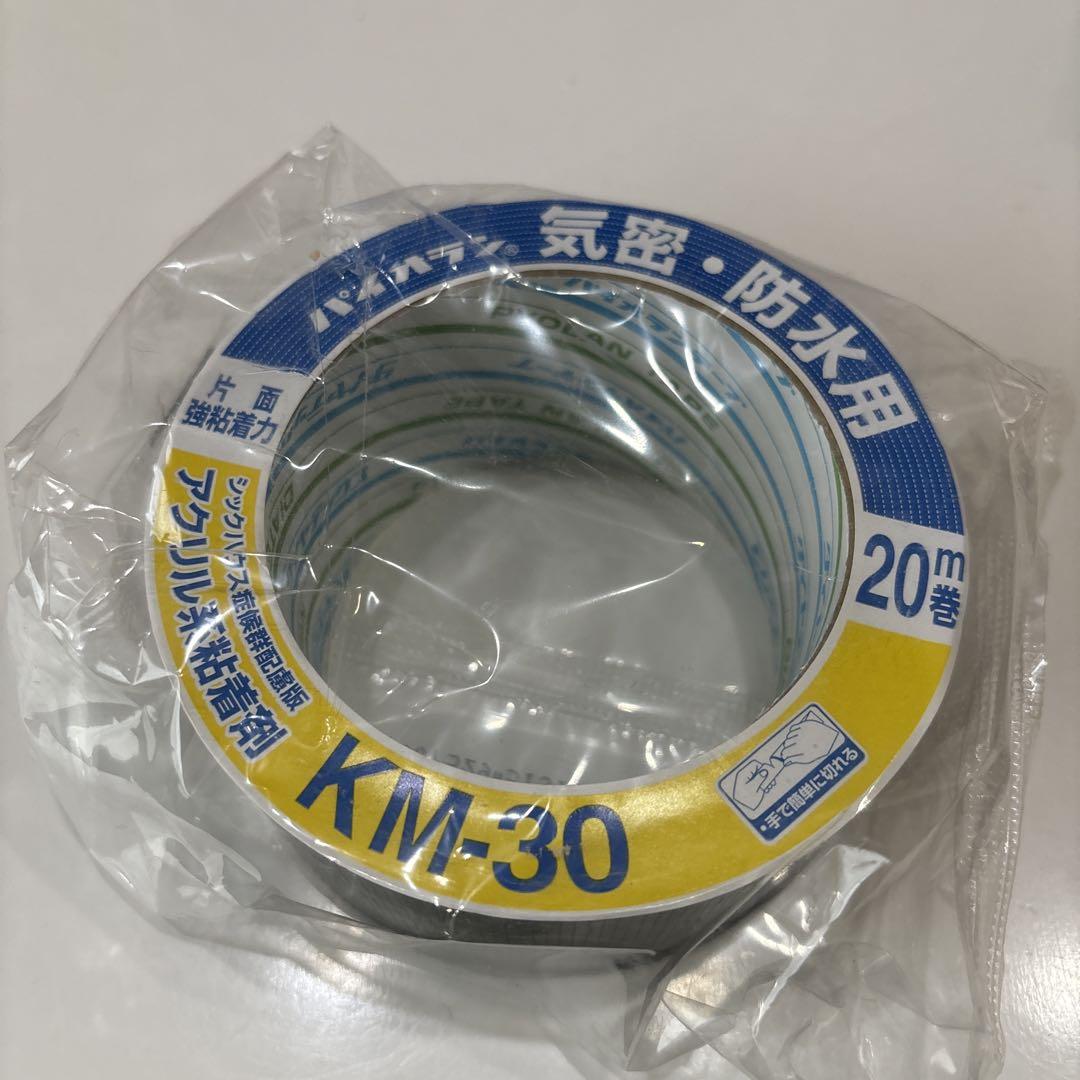 パイオラン®
気密・防水用
片面
強粘着力
20m巻
シックハウス症候群配慮版
アクリル系粘着剤
KM-30
・手で簡単に切れる
PYOLAN
TAPE